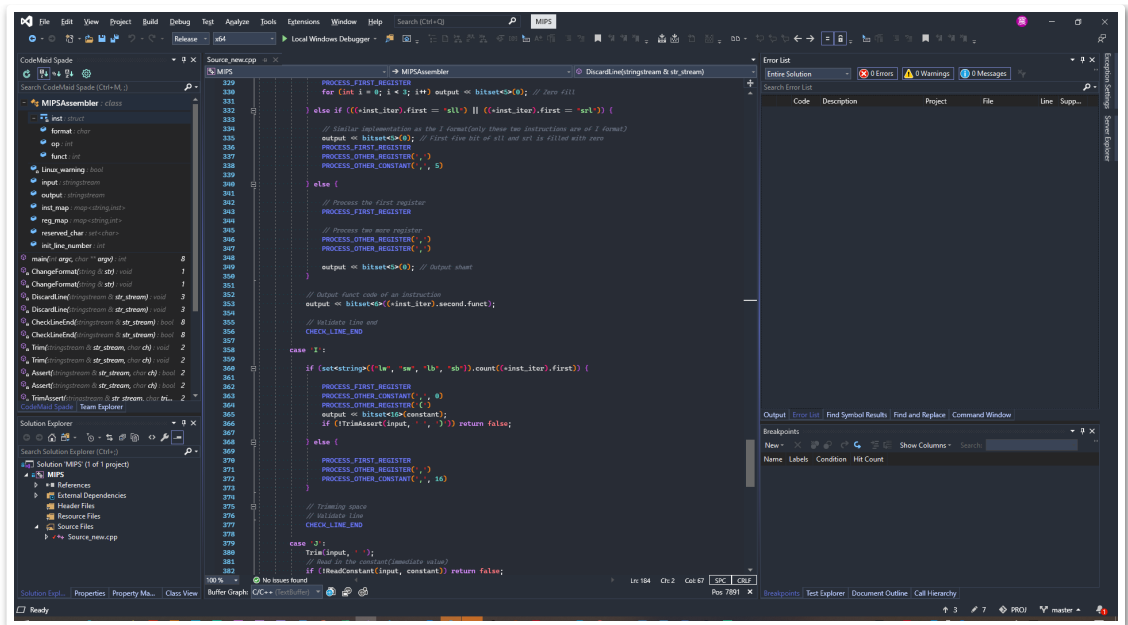 File Edit View Project Build Debug Test Analyze Tools Extensions Window Help Search (Ctrl+Q) MIPS
Release x64 Local Windows Debugger
CodeMaid Spade
Search CodeMaid Spade (Ctrl+M, ;)
MIPSAssembler : class
inst : struct
format : char
op : int
funct : int
Linux_warning : bool
input : stringstream
output : stringstream
inst_map : map<string,inst>
reg_map : map<string,int>
reserved_char : set<char>
init_line_number : int
main(int argc, char ** argv) : int 8
ChangeFormat(string & str) : void 1
ChangeFormat(string & str) : void 1
DiscardLine(stringstream & str_stream) : void 3
DiscardLine(stringstream & str_stream) : void 3
CheckLineEnd(stringstream & str_stream) : bool 8
CheckLineEnd(stringstream & str_stream) : bool 8
Trim(stringstream & str_stream, char ch) : void 2
Trim(stringstream & str_stream, char ch) : void 2
Assert(stringstream & str_stream, char ch) : bool 2
Assert(stringstream & str_stream, char ch) : bool 2
TrimAssert(stringstream & str_stream, char tri... 2
CodeMaid Spade Team Explorer
Solution Explorer
Search Solution Explorer (Ctrl+;)
Solution 'MIPS' (1 of 1 project)
MIPS
References
External Dependencies
Header Files
Resource Files
Source Files
Source_new.cpp
Solution Expl... Properties Property Ma... Class View
Source_new.cpp
MIPS MIPSAssembler DiscardLine(stringstream & str_stream)
329 PROCESS_FIRST_REGISTER
330 for (int i = 0; i < 3; i++) output << bitset<5>(0); // Zero fill
331
332 } else if (((*inst_iter).first == "sll") || ((*inst_iter).first == "srl")) {
333
334 // Similar implementation as the I format(only these two instructions are of I format)
335 output << bitset<5>(0); // First five bit of sll and srl is filled with zero
336 PROCESS_FIRST_REGISTER
337 PROCESS_OTHER_REGISTER(',')
338 PROCESS_OTHER_CONSTANT(',', 5)
339
340 } else {
341
342 // Process the first register
343 PROCESS_FIRST_REGISTER
344
345 // Process two more register
346 PROCESS_OTHER_REGISTER(',')
347 PROCESS_OTHER_REGISTER(',')
348
349 output << bitset<5>(0); // Output shamt
350 }
351
352 // Output funct code of an instruction
353 output << bitset<6>((*inst_iter).second.funct);
354
355 // Validate line end
356 CHECK_LINE_END
357
358 case 'I':
359
360 if (set<string>({"lw", "sw", "lb", "sb"}).count((*inst_iter).first)) {
361
362 PROCESS_FIRST_REGISTER
363 PROCESS_OTHER_CONSTANT(',', 0)
364 PROCESS_OTHER_REGISTER('(')
365 output << bitset<16>(constant);
366 if (!TrimAssert(input, ' ', ')')) return false;
367
368 } else {
369
370 PROCESS_FIRST_REGISTER
371 PROCESS_OTHER_REGISTER(',')
372 PROCESS_OTHER_CONSTANT(',', 16)
373 }
374
375 // Trimming space
376 // Validate line
377 CHECK_LINE_END
378
379 case 'J':
380 Trim(input, ' ');
381 // Read in the constant(immediate value)
382 if (!ReadConstant(input, constant)) return false;
100 % No issues found Ln: 184 Ch: 2 Col: 67 SPC CRLF
Buffer Graph: C/C++ (TextBuffer) Pos 7891
Error List
Entire Solution 0 Errors 0 Warnings 0 Messages
Search Error List
Code Description Project File Line Supp...
Output Error List Find Symbol Results Find and Replace Command Window
Breakpoints
New Show Columns Search:
Name Labels Condition Hit Count
Breakpoints Test Explorer Document Outline Call Hierarchy
Exception Settings
Server Explorer
Ready 3 7 PROJ master